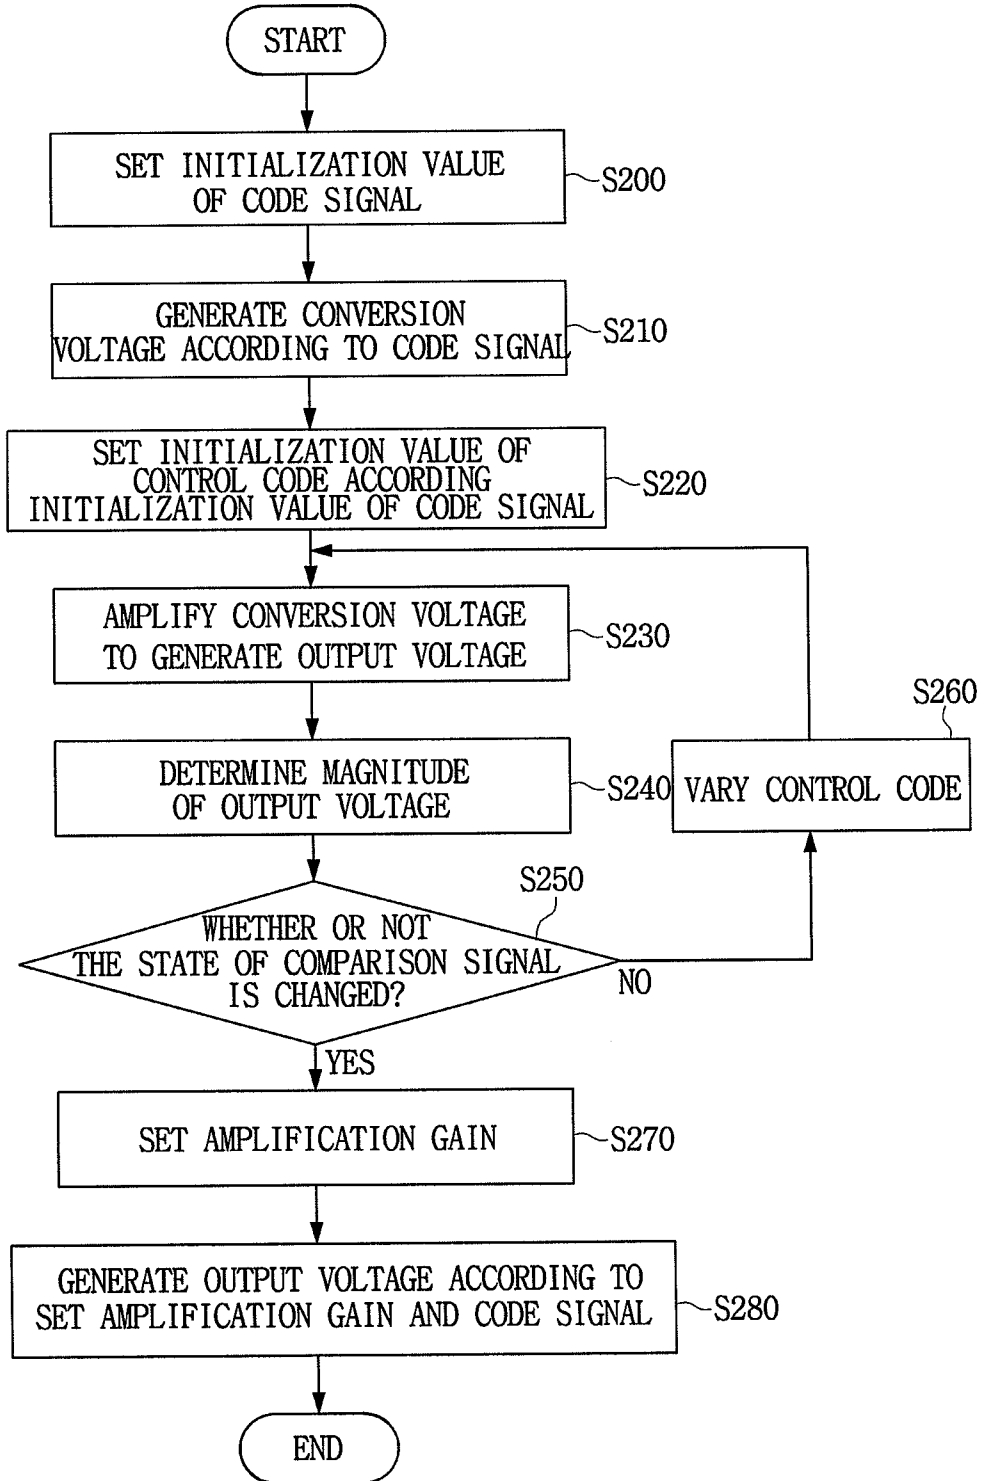 START
SET INITIALIZATION VALUE
OF CODE SIGNAL
S200
GENERATE CONVERSION
VOLTAGE ACCORDING TO CODE SIGNAL
S210
SET INITIALIZATION VALUE OF
CONTROL CODE ACCORDING
INITIALIZATION VALUE OF CODE SIGNAL
S220
AMPLIFY CONVERSION VOLTAGE
TO GENERATE OUTPUT VOLTAGE
S230
DETERMINE MAGNITUDE
OF OUTPUT VOLTAGE
S240
S260
VARY CONTROL CODE
S250
WHETHER OR NOT
THE STATE OF COMPARISON SIGNAL
IS CHANGED?
NO
YES
SET AMPLIFICATION GAIN
S270
GENERATE OUTPUT VOLTAGE ACCORDING TO
SET AMPLIFICATION GAIN AND CODE SIGNAL
S280
END